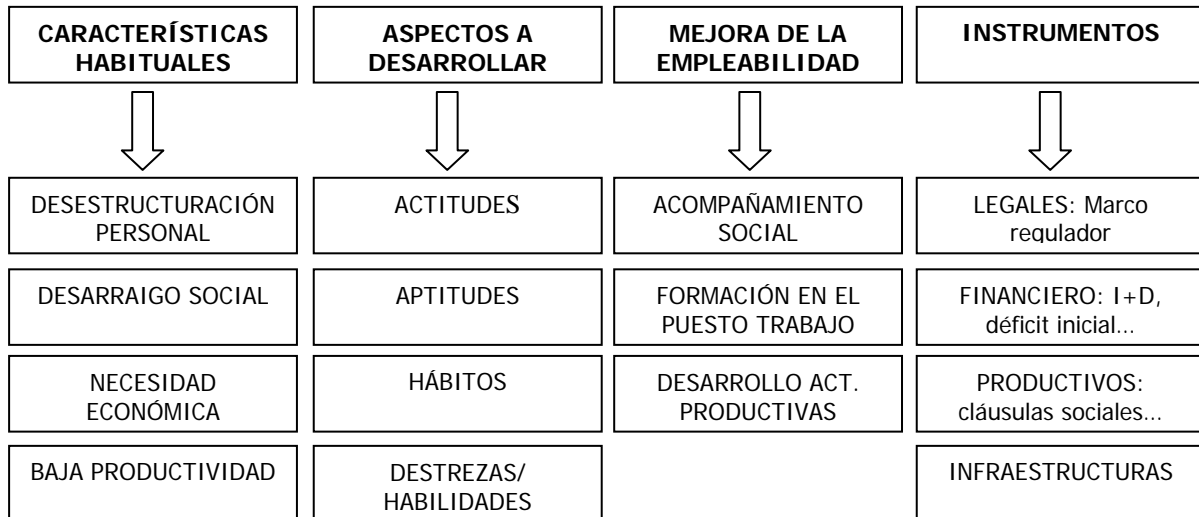 CARACTERÍSTICAS
HABITUALES
DESESTRUCTURACIÓN
PERSONAL
DESARRAIGO SOCIAL
NECESIDAD
ECONÓMICA
BAJA PRODUCTIVIDAD
ASPECTOS A
DESARROLLAR
ACTITUDES
APTITUDES
HÁBITOS
DESTREZAS/
HABILIDADES
MEJORA DE LA
EMPLEABILIDAD
ACOMPAÑAMIENTO
SOCIAL
FORMACIÓN EN EL
PUESTO TRABAJO
DESARROLLO ACT.
PRODUCTIVAS
INSTRUMENTOS
LEGALES: Marco
regulador
FINANCIERO: I+D,
déficit inicial...
PRODUCTIVOS:
cláusulas sociales...
INFRAESTRUCTURAS